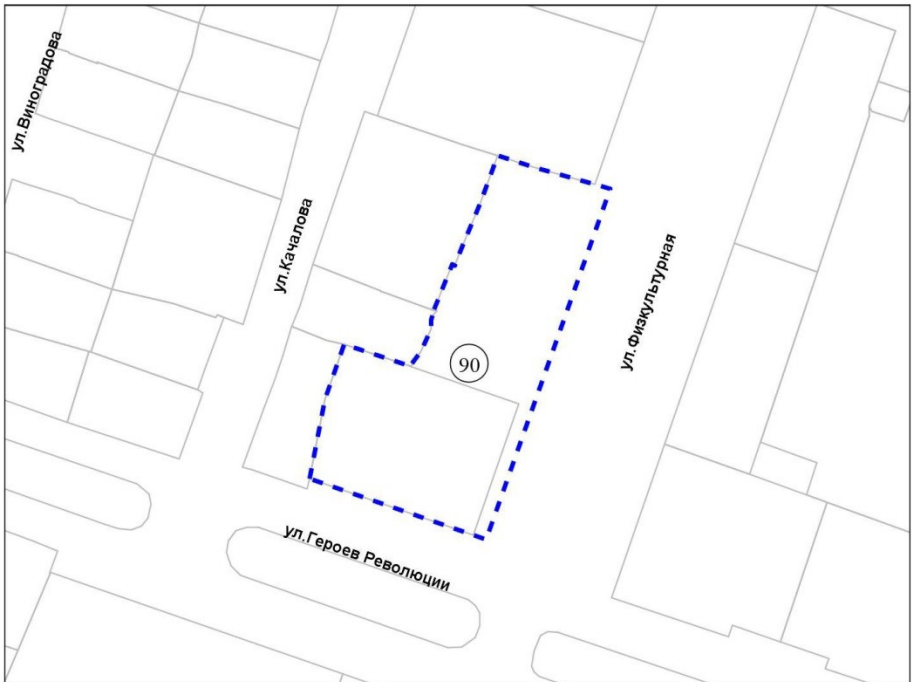 ул.Виноградова
ул.Качалова
ул.Физкультурная
90
ул.Героев Революции